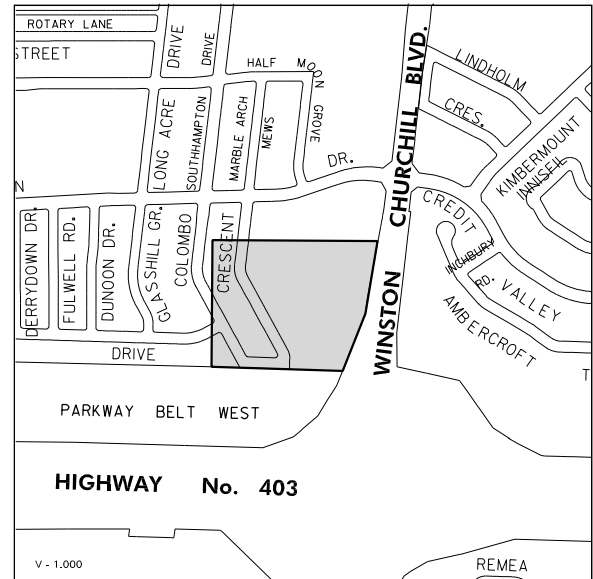 ROTARY LANE
STREET
DRIVE
DRIVE
HALF MOON GROVE
WINSTON CHURCHILL BLVD.
LINDHOLM
CRES.
LONG ACRE
SOUTHHAMPTON
MARBLE ARCH
MEWS
DR.
KIMBERMOUNT
INNISFIL
N
DERRYDOWN DR.
FULWELL RD.
DUNOON DR.
GLASSHILL GR.
COLOMBO
CRESCENT
CREDIT
VALLEY
INCHBURY
RD.
AMBERCROFT
DRIVE
T
PARKWAY BELT WEST
HIGHWAY No. 403
V - 1.000
REMEA